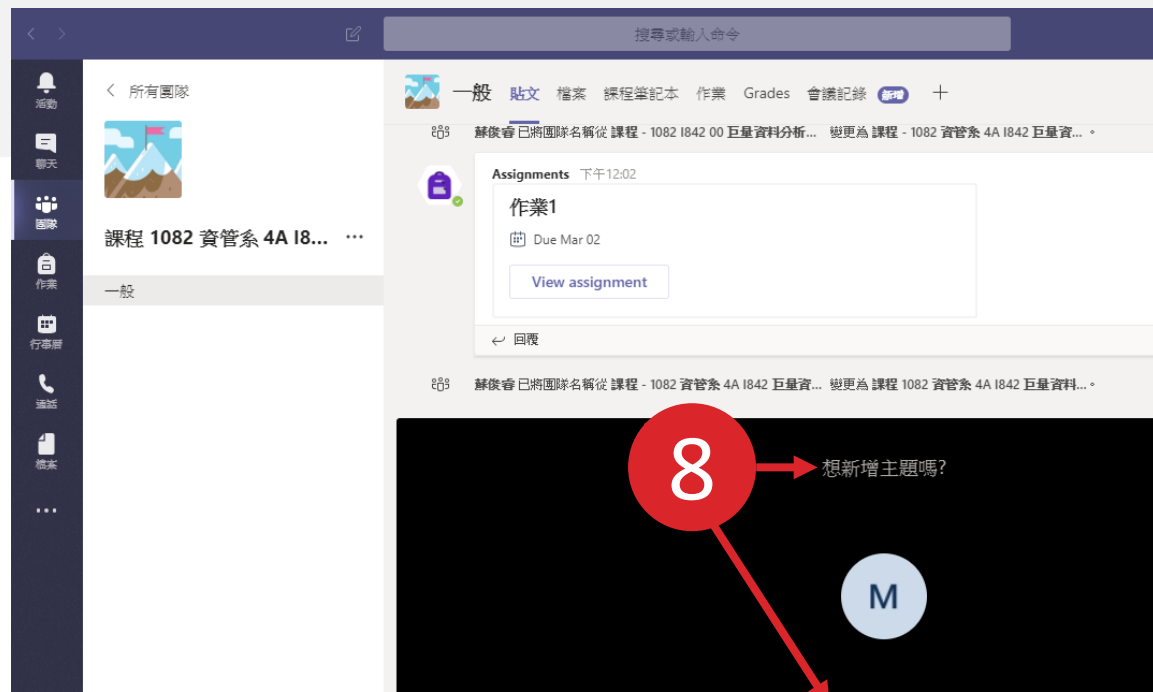 搜尋或輸入命令
活動
聊天
團隊
作業
行事曆
通話
檔案
所有團隊
課程 1082 資管系 4A I8...
一般
一般 貼文 檔案 課程筆記本 作業 Grades 會議記錄 新增
蘇俊睿 已將團隊名稱從 課程 - 1082 I842 00 巨量資料分析... 變更為 課程 - 1082 資管系 4A I842 巨量資...。
Assignments 下午12:02
作業1
Due Mar 02
View assignment
回覆
蘇俊睿 已將團隊名稱從 課程 - 1082 資管系 4A I842 巨量資... 變更為 課程 1082 資管系 4A I842 巨量資料...。
8
想新增主題嗎?
M